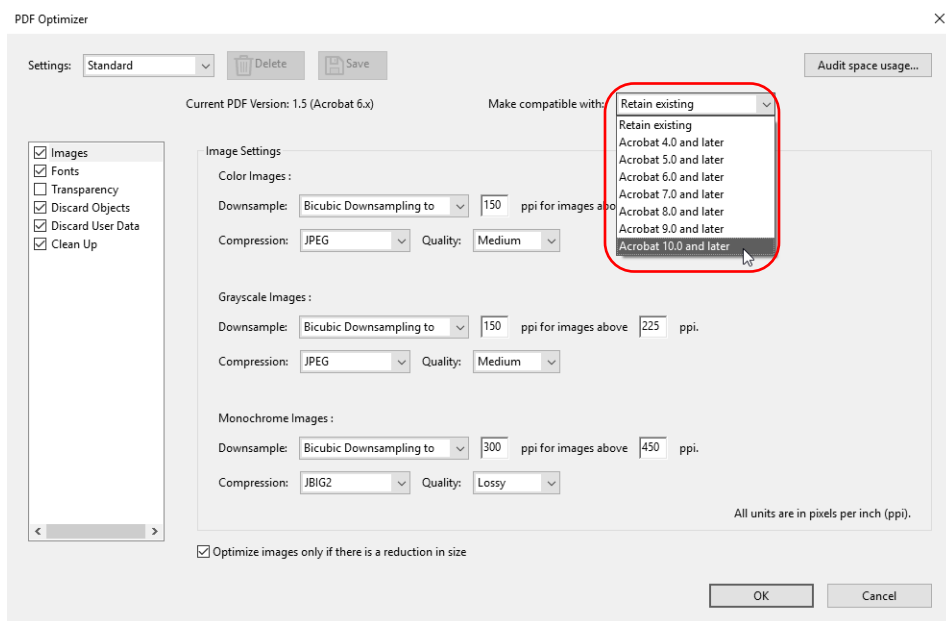 PDF Optimizer
Settings: Standard Delete Save Audit space usage...
Current PDF Version: 1.5 (Acrobat 6.x) Make compatible with: Retain existing
Retain existing
Acrobat 4.0 and later
Acrobat 5.0 and later
Acrobat 6.0 and later
Acrobat 7.0 and later
Acrobat 8.0 and later
Acrobat 9.0 and later
Acrobat 10.0 and later
Images
Fonts
Transparency
Discard Objects
Discard User Data
Clean Up
Image Settings
Color Images :
Downsample: Bicubic Downsampling to 150 ppi for images abo
Compression: JPEG Quality: Medium
Grayscale Images :
Downsample: Bicubic Downsampling to 150 ppi for images above 225 ppi.
Compression: JPEG Quality: Medium
Monochrome Images :
Downsample: Bicubic Downsampling to 300 ppi for images above 450 ppi.
Compression: JBIG2 Quality: Lossy
All units are in pixels per inch (ppi).
Optimize images only if there is a reduction in size
OK Cancel